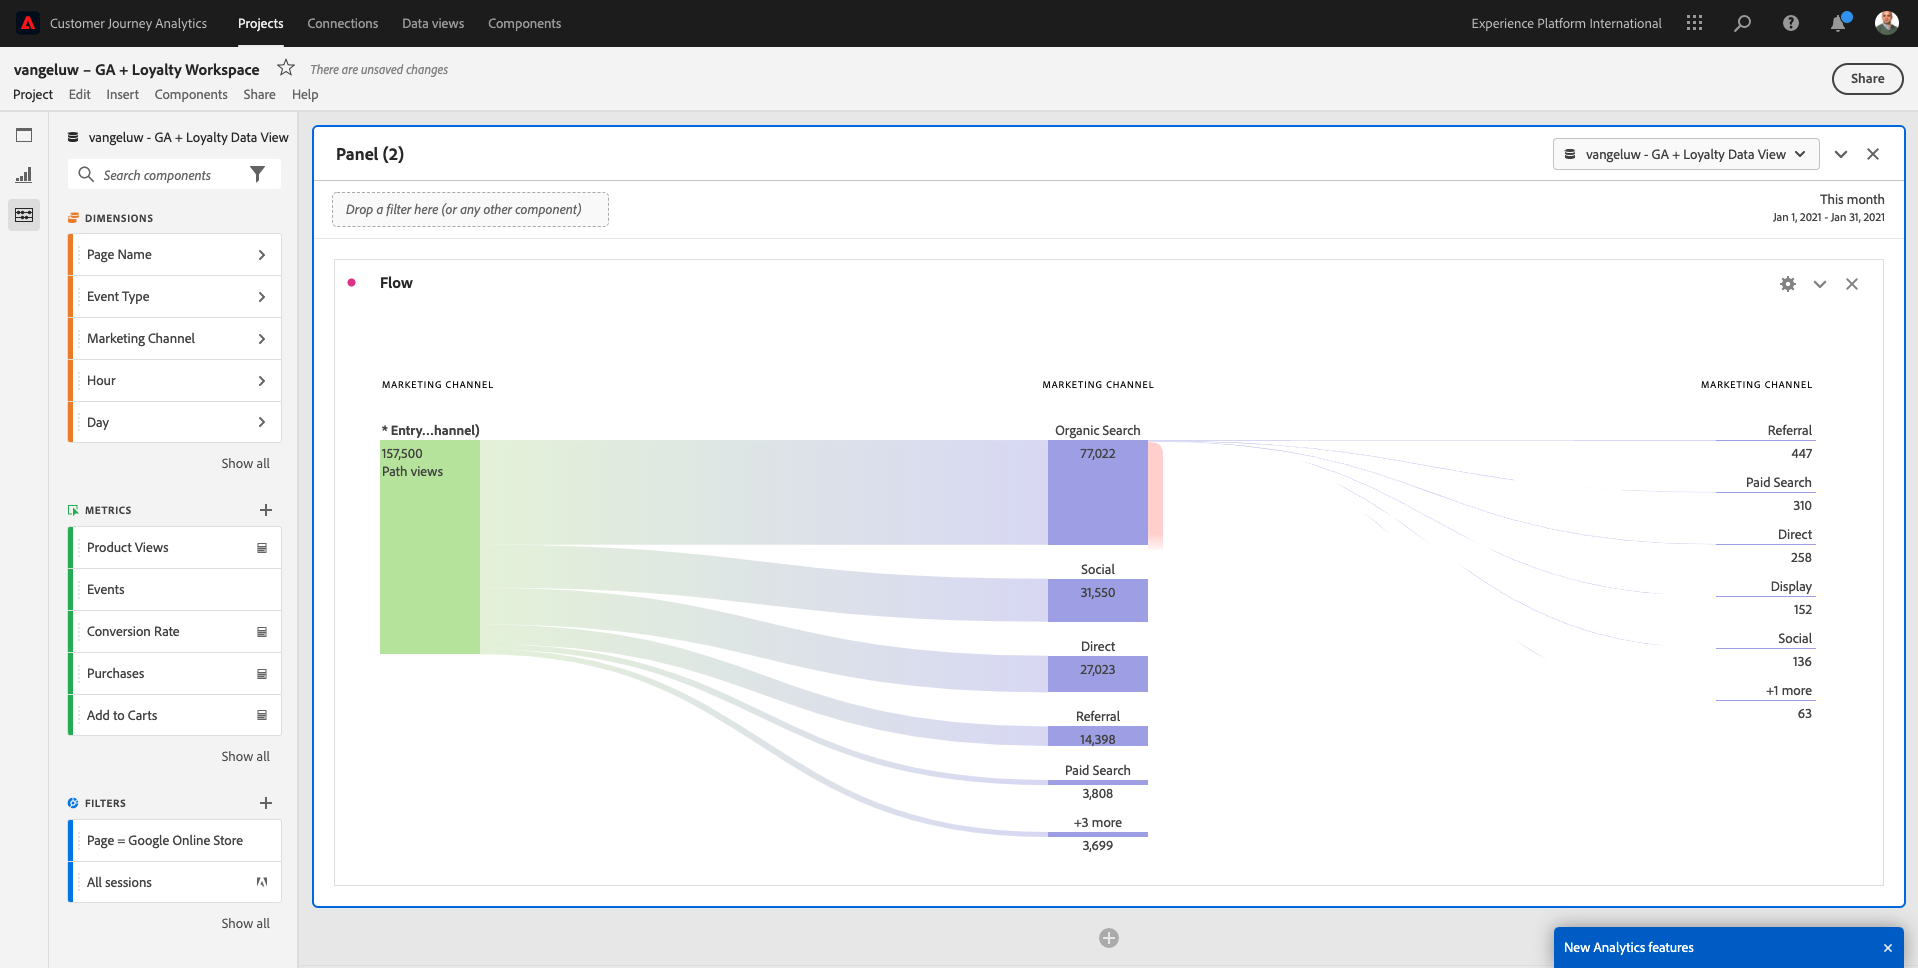 Customer Journey Analytics Projects Connections Data views Components Experience Platform International
vangeluw – GA + Loyalty Workspace There are unsaved changes
Project Edit Insert Components Share Help
Share
vangeluw - GA + Loyalty Data View
Search components
DIMENSIONS
Page Name
Event Type
Marketing Channel
Hour
Day
Show all
METRICS
Product Views
Events
Conversion Rate
Purchases
Add to Carts
Show all
FILTERS
Page = Google Online Store
All sessions
Show all
Panel (2)
vangeluw - GA + Loyalty Data View
Drop a filter here (or any other component)
This month
Jan 1, 2021 - Jan 31, 2021
Flow
MARKETING CHANNEL
* Entry...hannel)
157,500
Path views
MARKETING CHANNEL
Organic Search
77,022
Social
31,550
Direct
27,023
Referral
14,398
Paid Search
3,808
+3 more
3,699
MARKETING CHANNEL
Referral
447
Paid Search
310
Direct
258
Display
152
Social
136
+1 more
63
New Analytics features